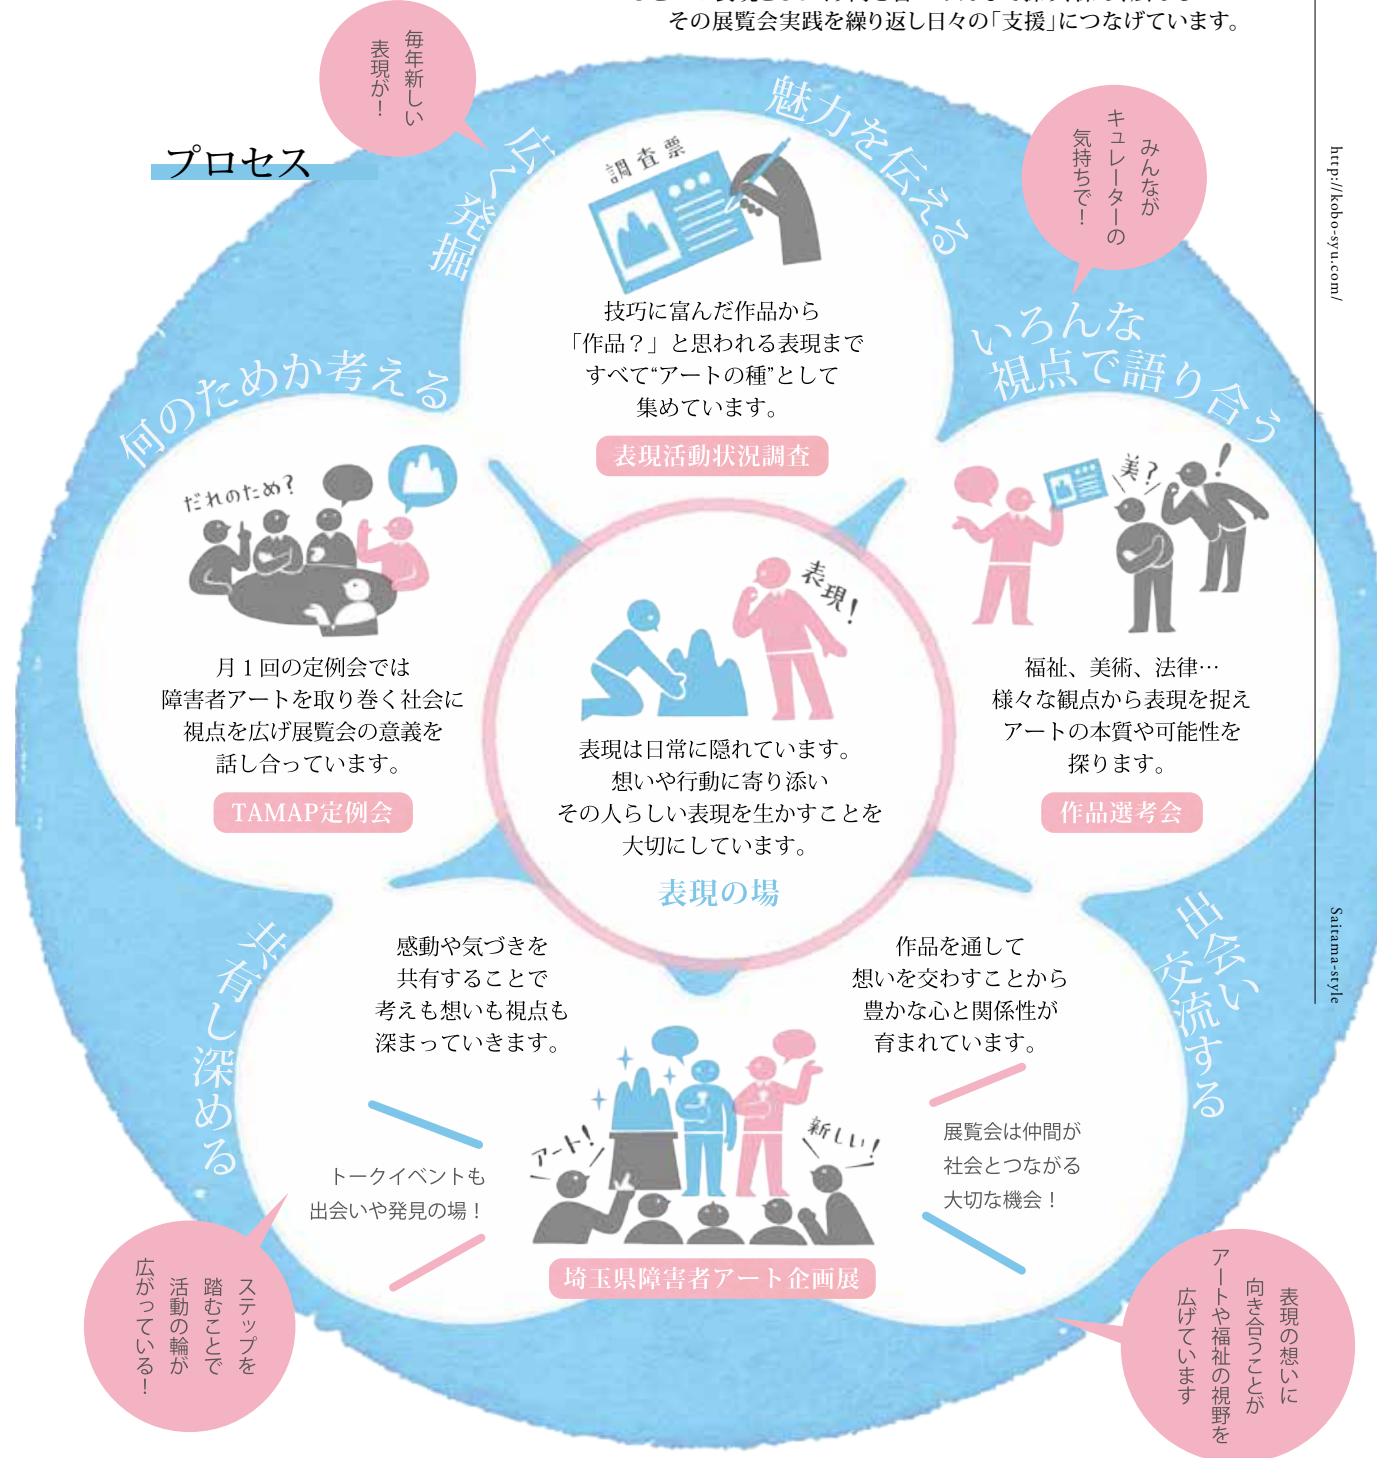 その展覧会実践を繰り返し日々の「支援」につなげています。
プロセス
毎年新しい
表現が！
広く発掘
魅力を伝える
みんなが
キュレーターの
気持ちで！
調査票
技巧に富んだ作品から
「作品？」と思われる表現まで
すべて“アートの種”として
集めています。
表現活動状況調査
何のためか考える
だれのため？
月１回の定例会では
障害者アートを取り巻く社会に
視点を広げ展覧会の意義を
話し合っています。
TAMAP定例会
いろんな
視点で語り合う
美？
！
福祉、美術、法律…
様々な観点から表現を捉え
アートの本質や可能性を
探ります。
作品選考会
表現！
表現は日常に隠れています。
想いや行動に寄り添い
その人らしい表現を生かすことを
大切にしています。
表現の場
共有し深める
感動や気づきを
共有することで
考えも想いも視点も
深まっていきます。
トークイベントも
出会いや発見の場！
出会い
交流する
作品を通して
想いを交わすことから
豊かな心と関係性が
育まれています。
展覧会は仲間が
社会とつながる
大切な機会！
アート！
新しい！
埼玉県障害者アート企画展
ステップを
踏むことで
活動の輪が
広がっている！
表現の想いに
向き合うことが
アートや福祉の視野を
広げています
http://kobo-syu.com/
Saitama-style